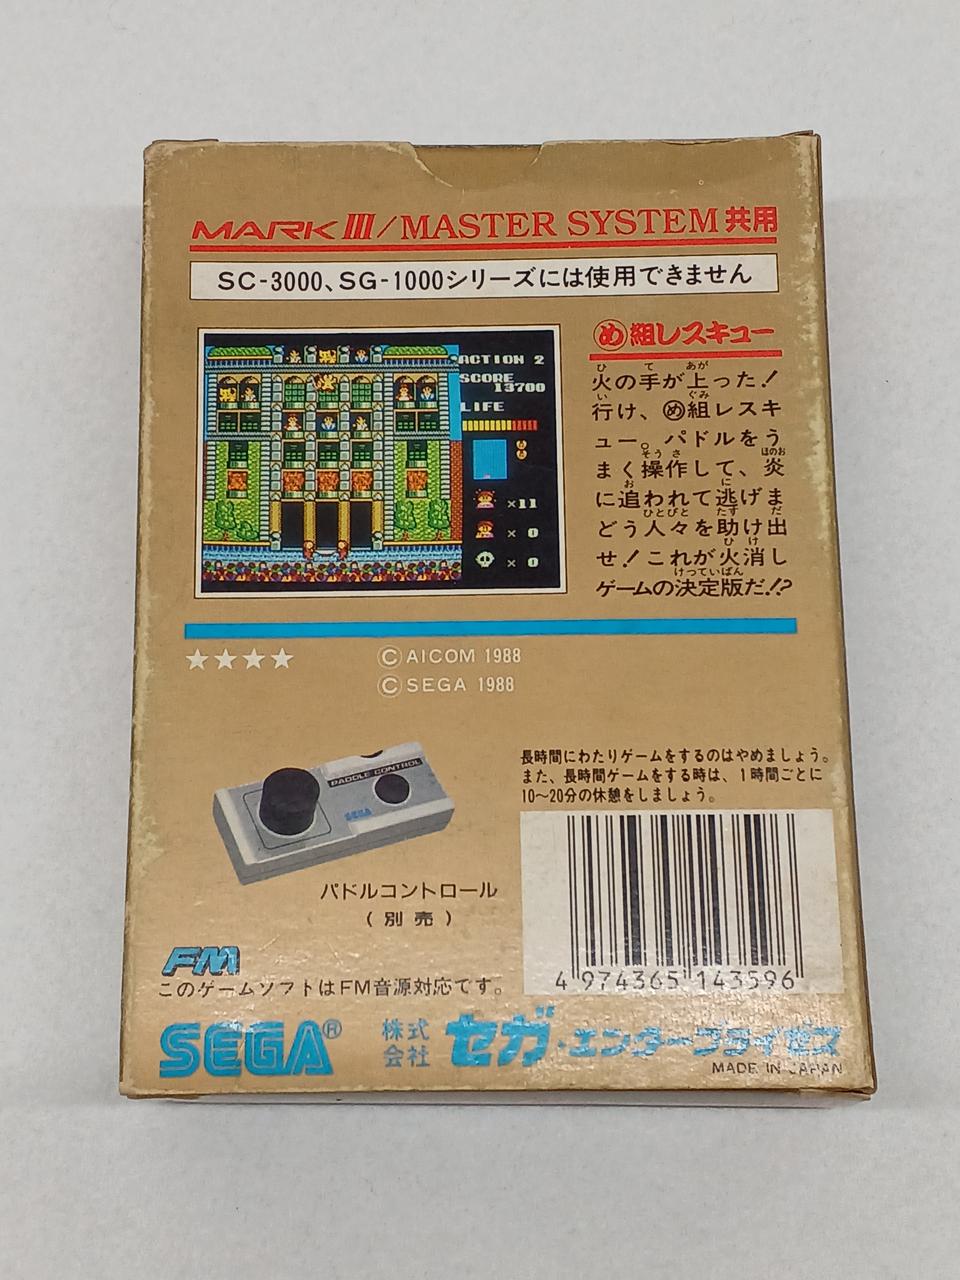 MARK III/MASTER SYSTEM共用
SC-3000、SG-1000シリーズには使用できません
ACTION 2
SCORE
13700
LIFE
×11
× 0
× 0
め組レスキュー
火の手が上った!
行け、め組レスキ
ュー。パドルをう
まく操作して、炎
に追われて逃げま
どう人々を助け出
せ!これが火消し
ゲームの決定版だ!?
★★★★
©AICOM 1988
©SEGA 1988
長時間にわたりゲームをするのはやめましょう。
また、長時間ゲームをする時は、1時間ごとに
10〜20分の休憩をしましょう。
PADDLE CONTROL
SEGA
パドルコントロール
(別売)
4 974365 143596
FM
このゲームソフトはFM音源対応です。
SEGA®
株式会社 セガ・エンタープライゼス
MADE IN JAPAN